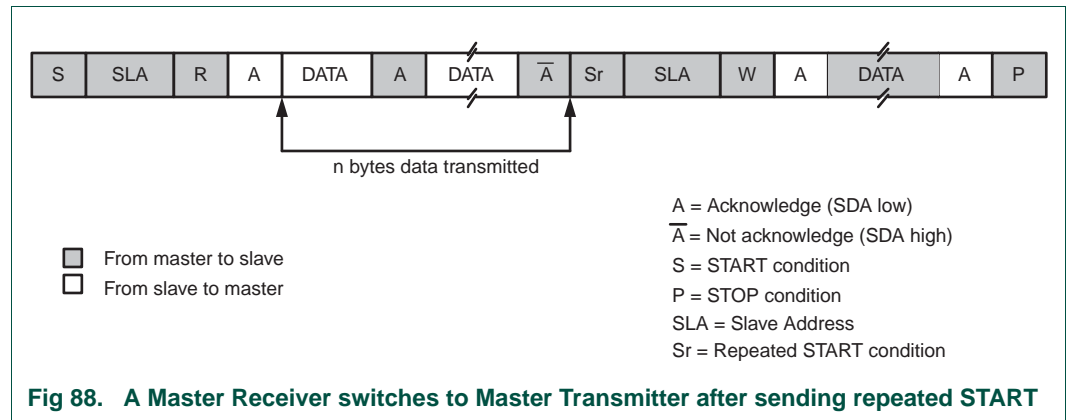 S SLA R A DATA A DATA A̅ Sr SLA W A DATA A P
n bytes data transmitted
From master to slave
From slave to master
A = Acknowledge (SDA low)
A̅ = Not acknowledge (SDA high)
S = START condition
P = STOP condition
SLA = Slave Address
Sr = Repeated START condition
Fig 88. A Master Receiver switches to Master Transmitter after sending repeated START